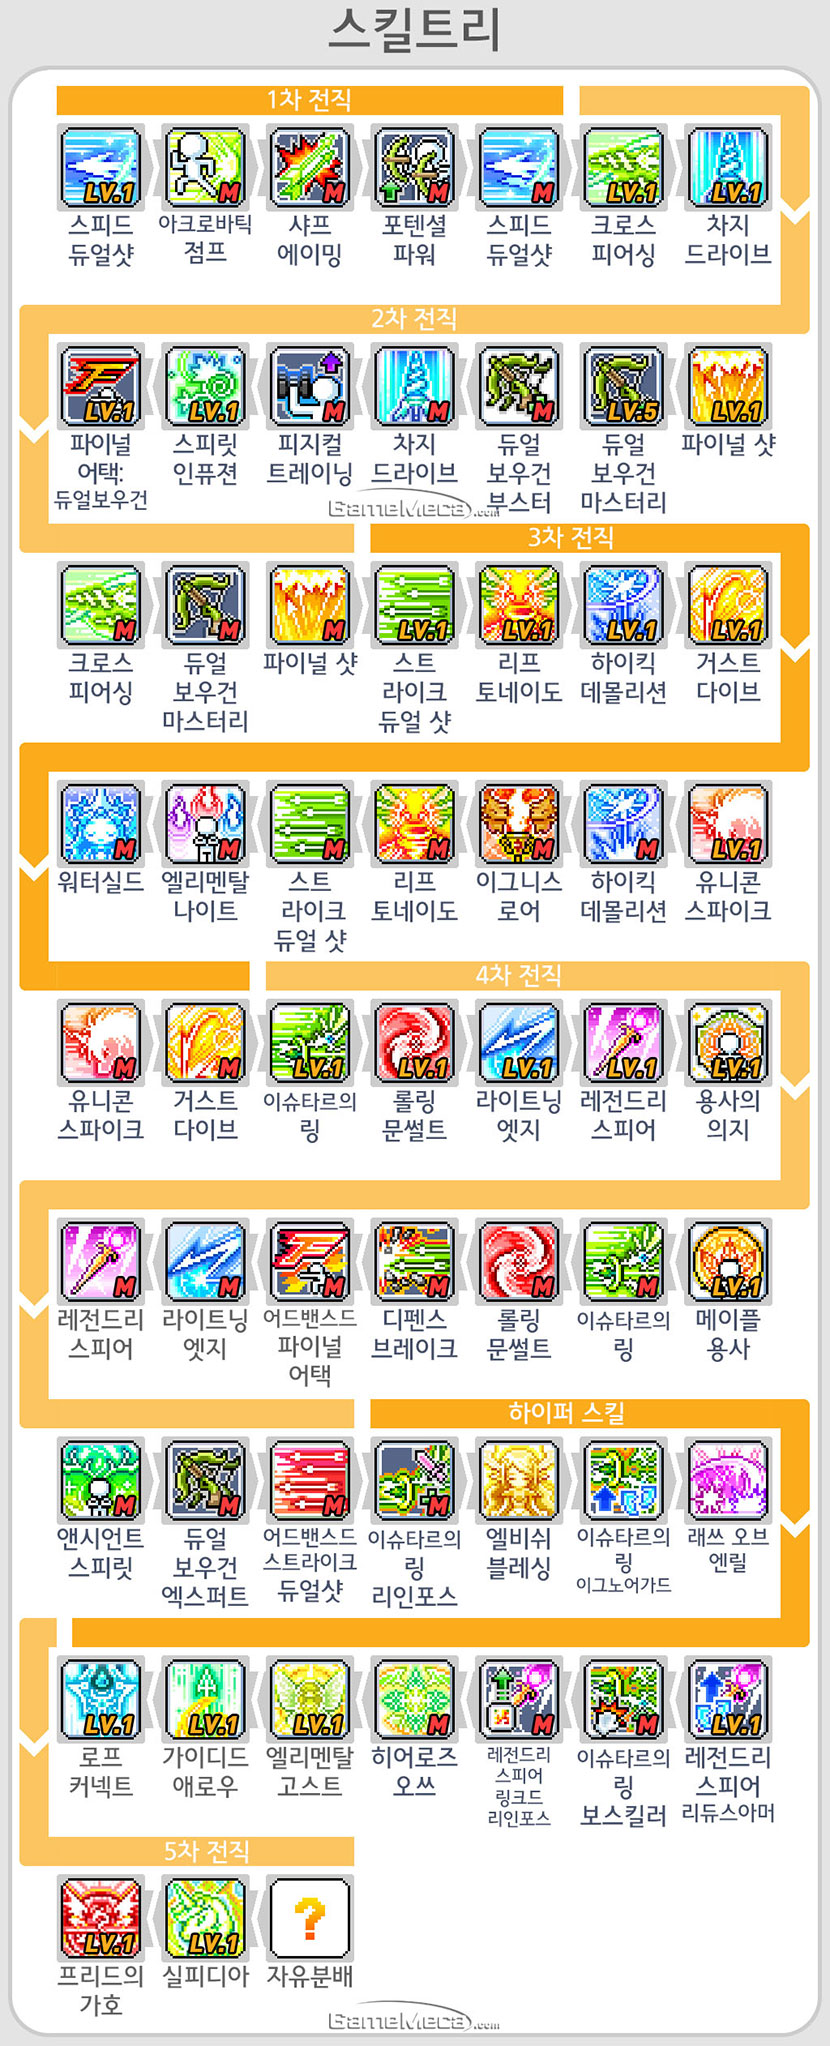 스킬트리
1차 전직
LV.1 M M M M LV.1 LV.1
스피드 아크로바틱 샤프 포텐셜 스피드 크로스 차지
듀얼샷 점프 에이밍 파워 듀얼샷 피어싱 드라이브
2차 전직
LV.1 LV.1 M M M LV.5 LV.1
파이널 스피릿 피지컬 차지 듀얼 듀얼 파이널 샷
어택: 인퓨젼 트레이닝 드라이브 보우건 보우건
듀얼보우건 부스터 마스터리
GameMeca.com
3차 전직
M M M LV.1 LV.1 LV.1 LV.1
크로스 듀얼 파이널 샷 스트 리프 하이킥 거스트
피어싱 보우건 라이크 토네이도 데몰리션 다이브
마스터리 듀얼 샷
M M M M M M LV.1
워터실드 엘리멘탈 스트 리프 이그니스 하이킥 유니콘
나이트 라이크 토네이도 로어 데몰리션 스파이크
듀얼 샷
4차 전직
M M LV.1 LV.1 LV.1 LV.1 LV.1
유니콘 거스트 이슈타르의 롤링 라이트닝 레전드리 용사의
스파이크 다이브 링 문썰트 엣지 스피어 의지
M M M M M M LV.1
레전드리 라이트닝 어드밴스드 디펜스 롤링 이슈타르의 메이플
스피어 엣지 파이널 브레이크 문썰트 링 용사
어택
하이퍼 스킬
M M M M
앤시언트 듀얼 어드밴스드 이슈타르의 엘비쉬 이슈타르의 래쓰 오브
스피릿 보우건 스트라이크 링 블레싱 링 엔릴
엑스퍼트 듀얼샷 리인포스 이그노어가드
LV.1 LV.1 LV.1 M M M LV.1
로프 가이디드 엘리멘탈 히어로즈 레전드리 이슈타르의 레전드리
커넥트 애로우 고스트 오쓰 스피어 링 스피어
링크드 보스킬러 리듀스아머
리인포스
5차 전직
LV.1 LV.1 ?
프리드의 실피디아 자유분배
가호
GameMeca.com